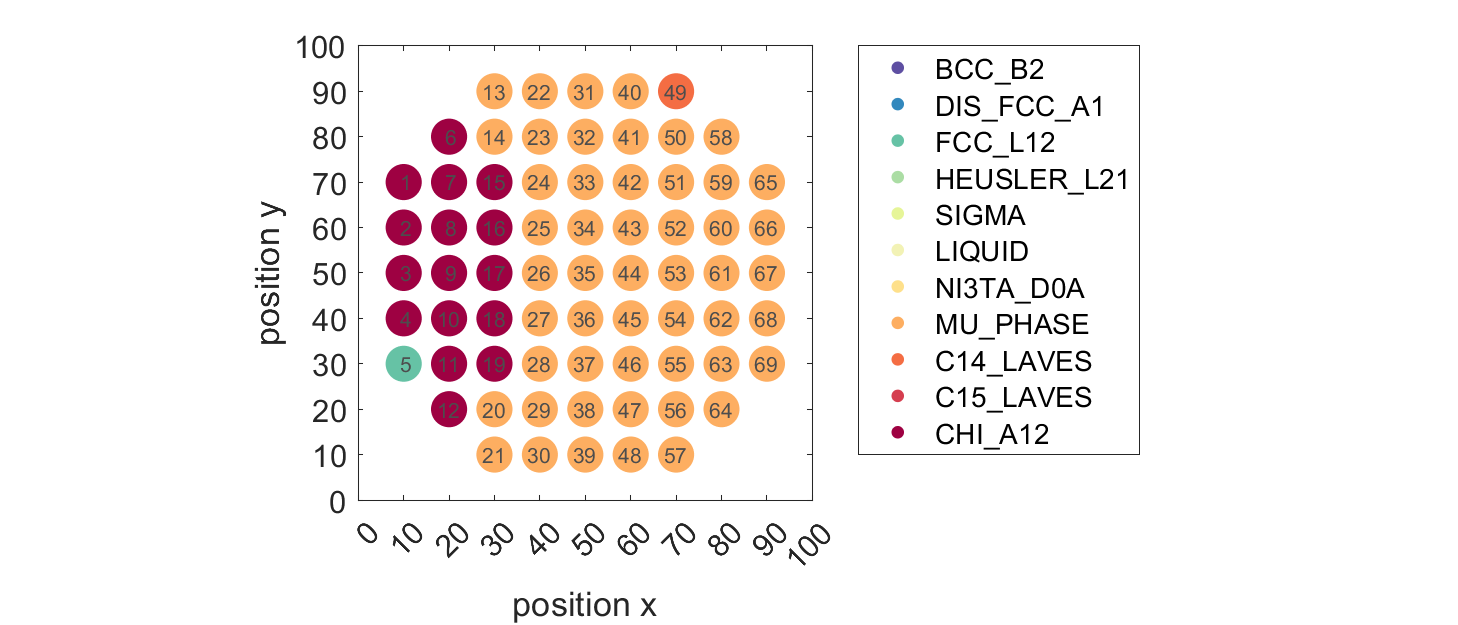 100
90
80
70
60
50
40
30
20
10
0
position y
13 22 31 40 49
6 14 23 32 41 50 58
1 7 15 24 33 42 51 59 65
2 8 16 25 34 43 52 60 66
3 9 17 26 35 44 53 61 67
4 10 18 27 36 45 54 62 68
5 11 19 28 37 46 55 63 69
12 20 29 38 47 56 64
21 30 39 48 57
0 10 20 30 40 50 60 70 80 90 100
position x
BCC_B2
DIS_FCC_A1
FCC_L12
HEUSLER_L21
SIGMA
LIQUID
NI3TA_D0A
MU_PHASE
C14_LAVES
C15_LAVES
CHI_A12